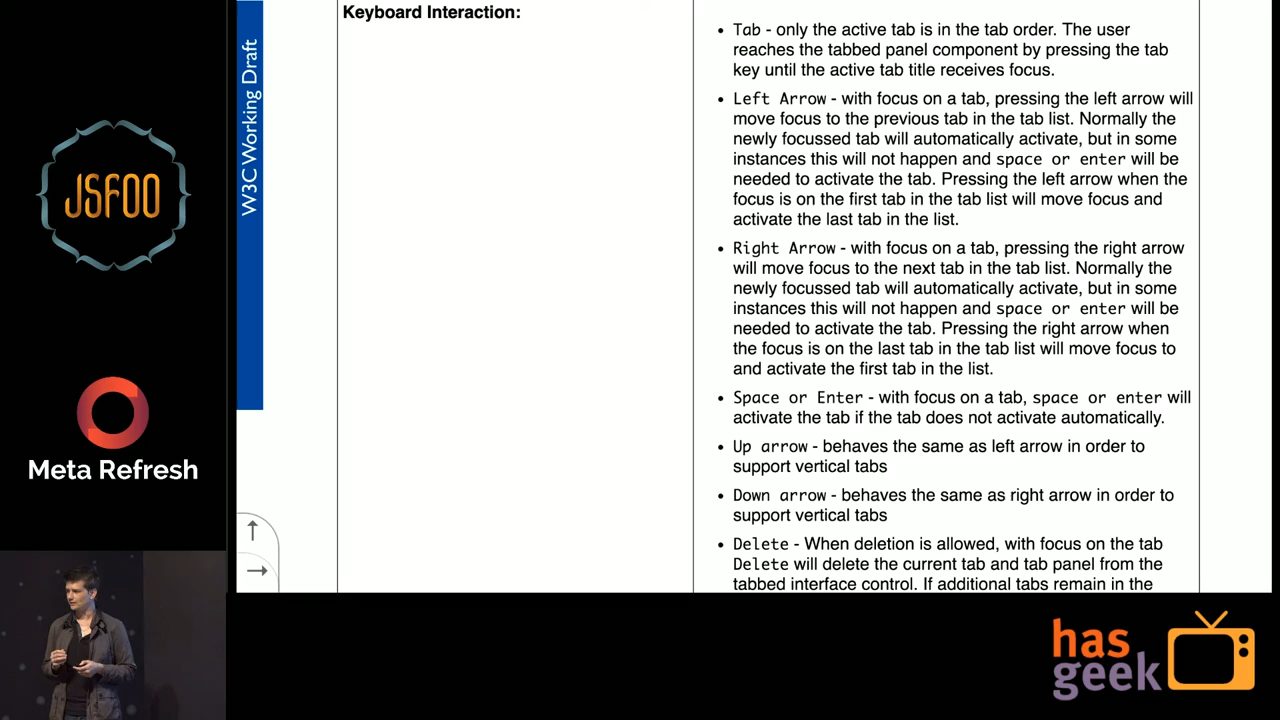 JSFOO
Meta Refresh
W3C Working Draft
Keyboard Interaction:
• Tab - only the active tab is in the tab order. The user
reaches the tabbed panel component by pressing the tab
key until the active tab title receives focus.
• Left Arrow - with focus on a tab, pressing the left arrow will
move focus to the previous tab in the tab list. Normally the
newly focussed tab will automatically activate, but in some
instances this will not happen and space or enter will be
needed to activate the tab. Pressing the left arrow when the
focus is on the first tab in the tab list will move focus and
activate the last tab in the list.
• Right Arrow - with focus on a tab, pressing the right arrow
will move focus to the next tab in the tab list. Normally the
newly focussed tab will automatically activate, but in some
instances this will not happen and space or enter will be
needed to activate the tab. Pressing the right arrow when
the focus is on the last tab in the tab list will move focus to
and activate the first tab in the list.
• Space or Enter - with focus on a tab, space or enter will
activate the tab if the tab does not activate automatically.
• Up arrow - behaves the same as left arrow in order to
support vertical tabs
• Down arrow - behaves the same as right arrow in order to
support vertical tabs
• Delete - When deletion is allowed, with focus on the tab
Delete will delete the current tab and tab panel from the
tabbed interface control. If additional tabs remain in the
has
geek